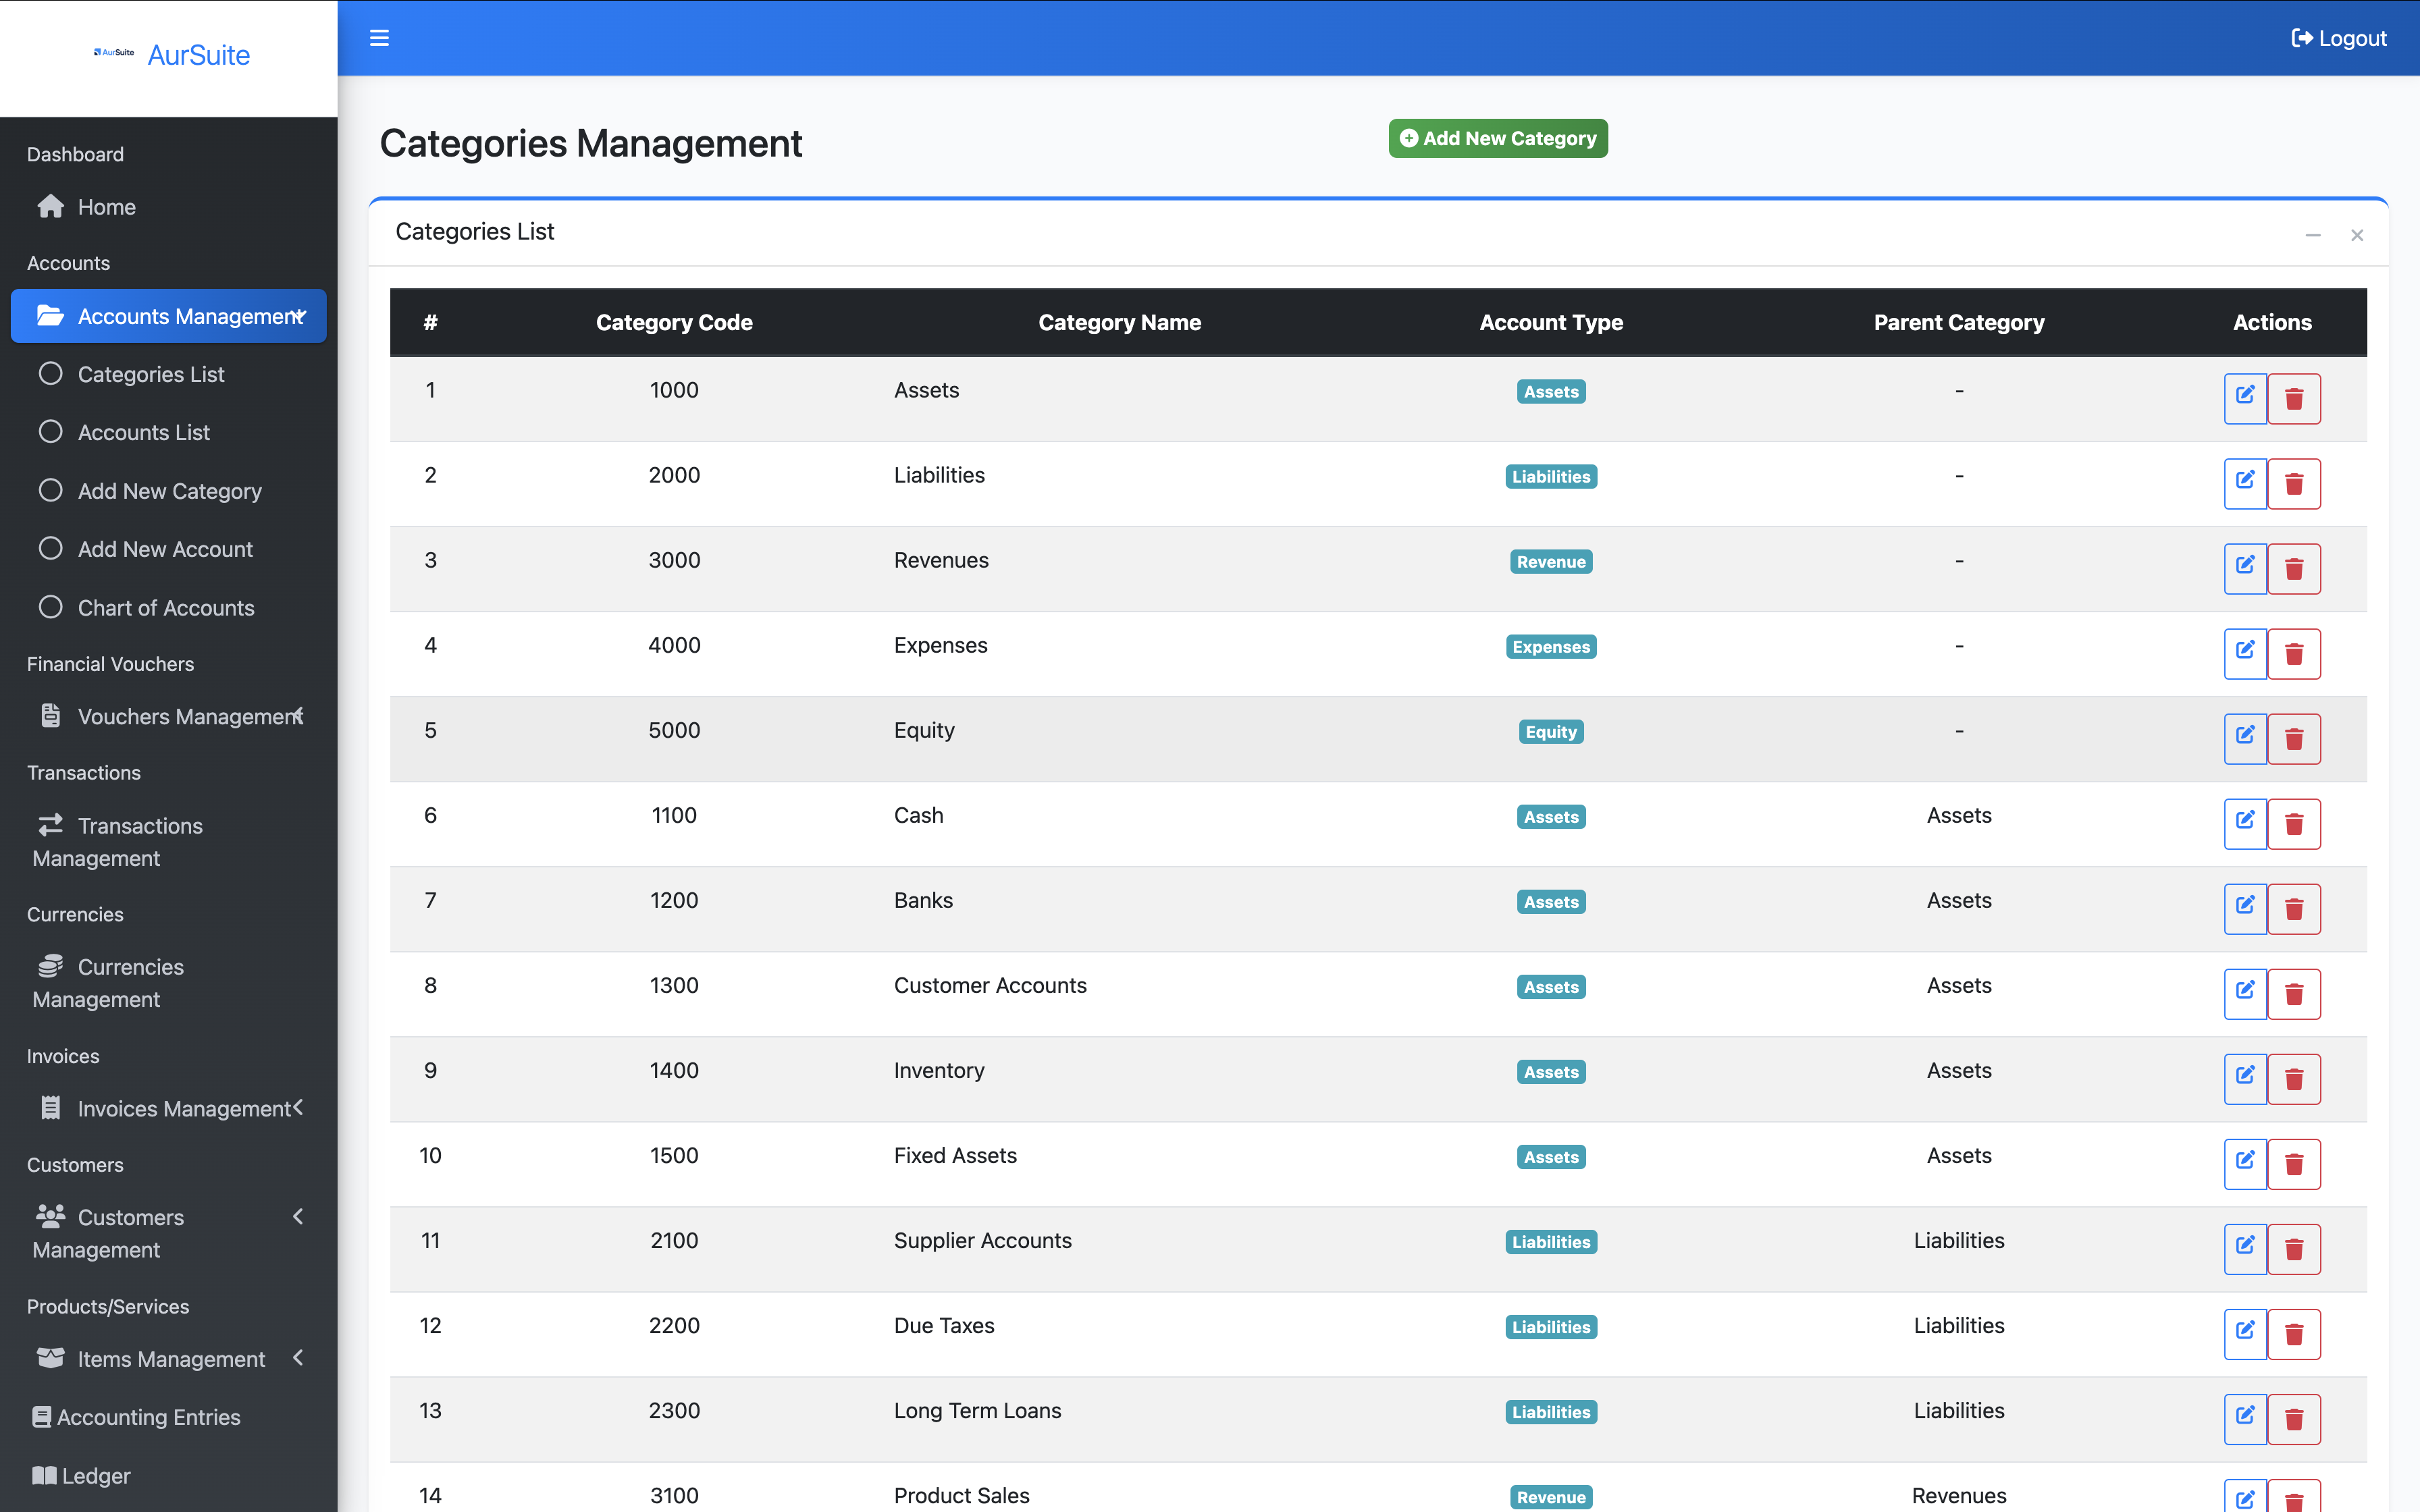 AurSuite AurSuite
Logout
Dashboard
Home
Accounts
Accounts Management
Categories List
Accounts List
Add New Category
Add New Account
Chart of Accounts
Financial Vouchers
Vouchers Management
Transactions
Transactions
Management
Currencies
Currencies
Management
Invoices
Invoices Management
Customers
Customers
Management
Products/Services
Items Management
Accounting Entries
Ledger
Categories Management
Add New Category
Categories List
# Category Code Category Name Account Type Parent Category Actions
1 1000 Assets Assets -
2 2000 Liabilities Liabilities -
3 3000 Revenues Revenue -
4 4000 Expenses Expenses -
5 5000 Equity Equity -
6 1100 Cash Assets Assets
7 1200 Banks Assets Assets
8 1300 Customer Accounts Assets Assets
9 1400 Inventory Assets Assets
10 1500 Fixed Assets Assets Assets
11 2100 Supplier Accounts Liabilities Liabilities
12 2200 Due Taxes Liabilities Liabilities
13 2300 Long Term Loans Liabilities Liabilities
14 3100 Product Sales Revenue Revenues